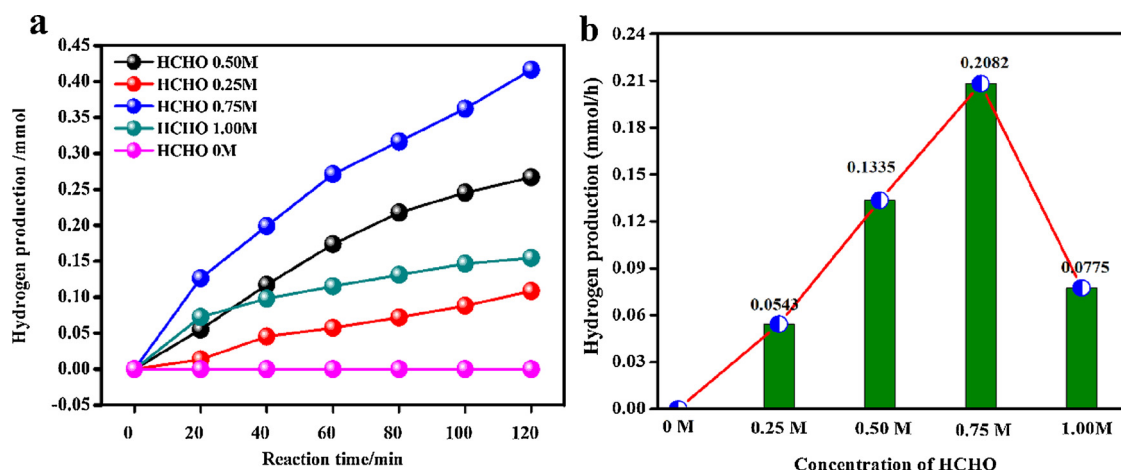 a
Hydrogen production /mmol
0.45
0.40
0.35
0.30
0.25
0.20
0.15
0.10
0.05
0.00
-0.05
HCHO 0.50M
HCHO 0.25M
HCHO 0.75M
HCHO 1.00M
HCHO 0M
0 20 40 60 80 100 120
Reaction time/min
b
Hydrogen production (mmol/h)
0.24
0.21
0.18
0.15
0.12
0.09
0.06
0.03
0.00
0.0543
0.1335
0.2082
0.0775
0 M 0.25 M 0.50 M 0.75 M 1.00M
Concentration of HCHO